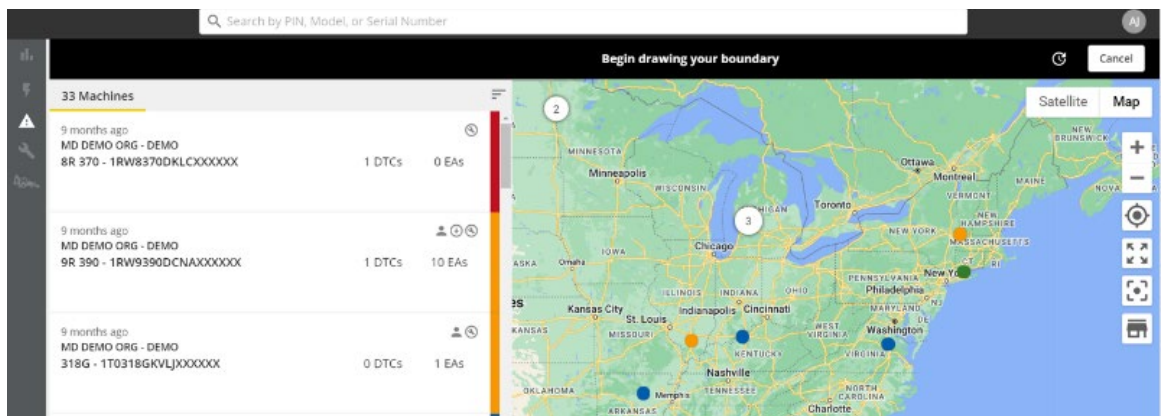 Search by PIN, Model, or Serial Number
AJ
Begin drawing your boundary
Cancel
33 Machines
9 months ago
MD DEMO ORG - DEMO
8R 370 - 1RW8370DKLCXXXXXX
1 DTCs
0 EAs
9 months ago
MD DEMO ORG - DEMO
9R 390 - 1RW9390DCNAXXXXXX
1 DTCs
10 EAs
9 months ago
MD DEMO ORG - DEMO
318G - 1T0318GKVLJXXXXXX
0 DTCs
1 EAs
Satellite
Map
2
3
MINNESOTA
Minneapolis
WISCONSIN
Ottawa
Montreal
NEW
BRUNSWICK
MAINE
NOVA
VERMONT
Toronto
NEW
HAMPSHIRE
NEW YORK
MASSACHUSETTS
CT
RI
Chicago
IOWA
Omaha
PENNSYLVANIA
New Yo
Philadelphia
ILLINOIS
INDIANA
OHIO
NJ
MARYLAND
DE
es
Kansas City
Indianapolis
Cincinnati
St. Louis
KANSAS
MISSOURI
WEST
VIRGINIA
Washington
KENTUCKY
VIRGINIA
Nashville
OKLAHOMA
Memphis
TENNESSEE
NORTH
CAROLINA
ARKANSAS
Charlotte